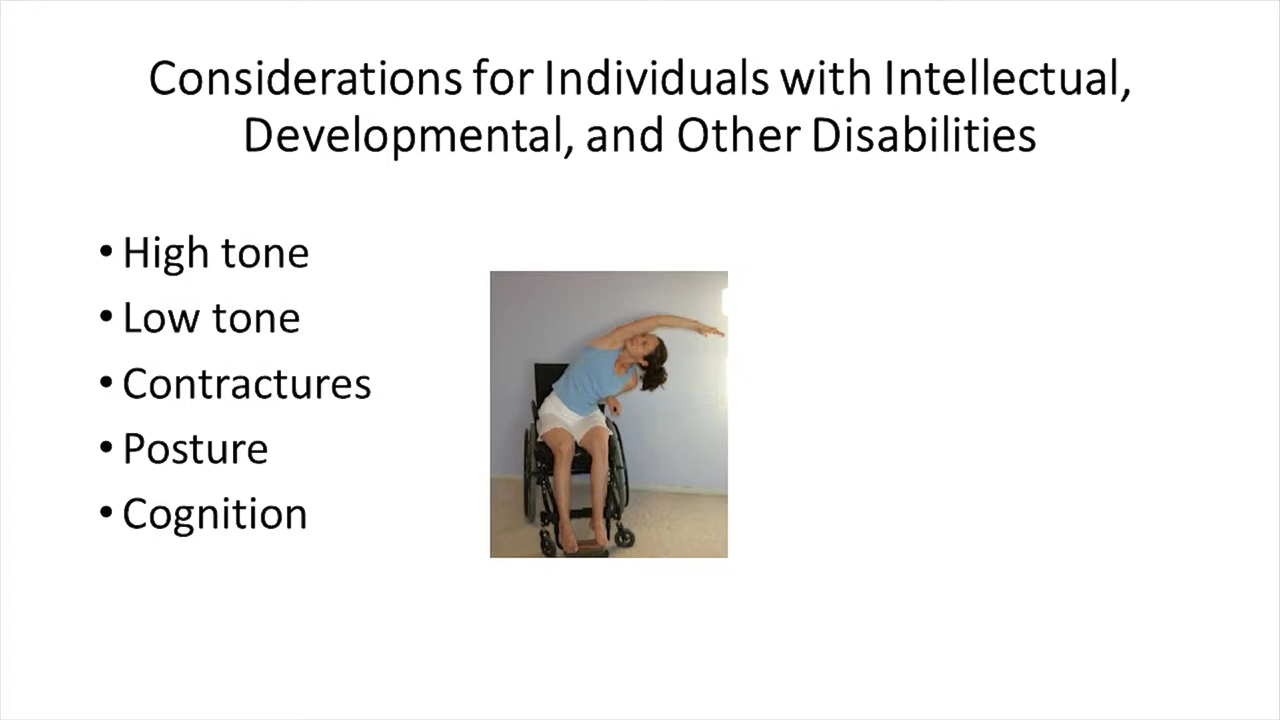 Considerations for Individuals with Intellectual,
Developmental, and Other Disabilities
• High tone
• Low tone
• Contractures
• Posture
• Cognition